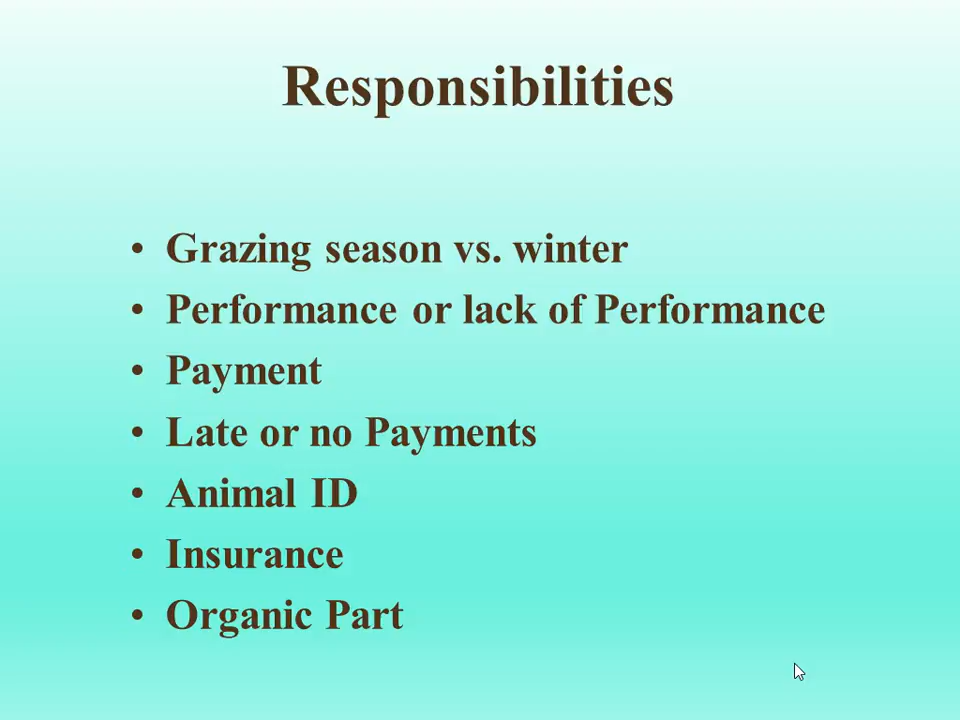 Responsibilities
• Grazing season vs. winter
• Performance or lack of Performance
• Payment
• Late or no Payments
• Animal ID
• Insurance
• Organic Part